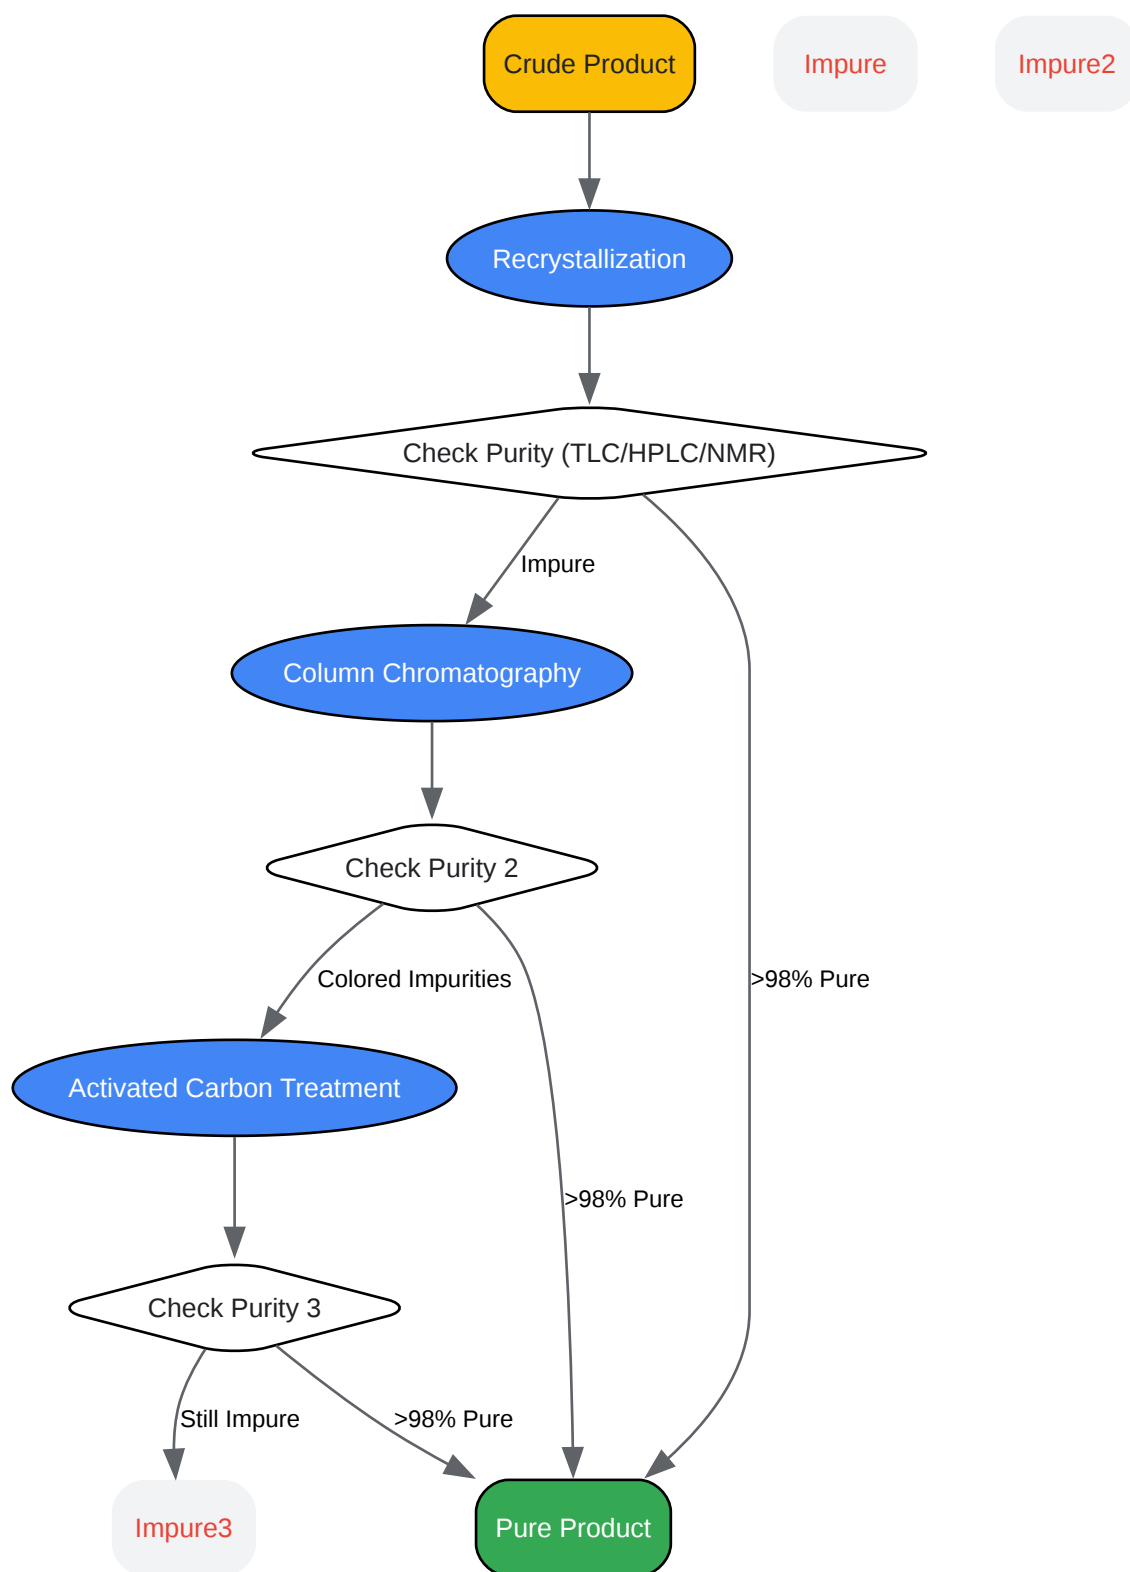 Crude Product
Impure
Impure2
Recrystallization
Check Purity (TLC/HPLC/NMR)
Impure
Column Chromatography
Check Purity 2
Colored Impurities
>98% Pure
Activated Carbon Treatment
>98% Pure
Check Purity 3
Still Impure
>98% Pure
Impure3
Pure Product